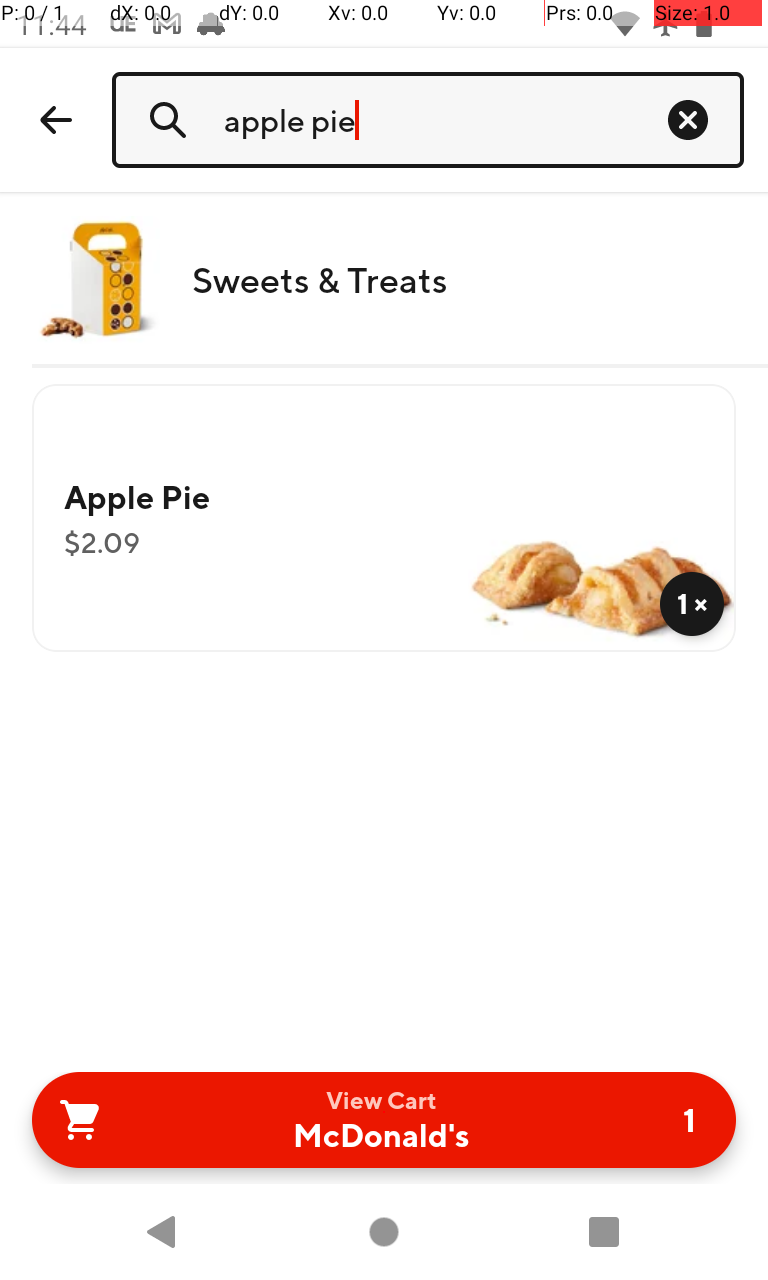 P: 0 / 1 dX: 0.0 dY: 0.0 Xv: 0.0 Yv: 0.0 Prs: 0.0 Size: 1.0
11:44
apple pie
Sweets & Treats
Apple Pie
$2.09
1 ×
View Cart
McDonald's
1